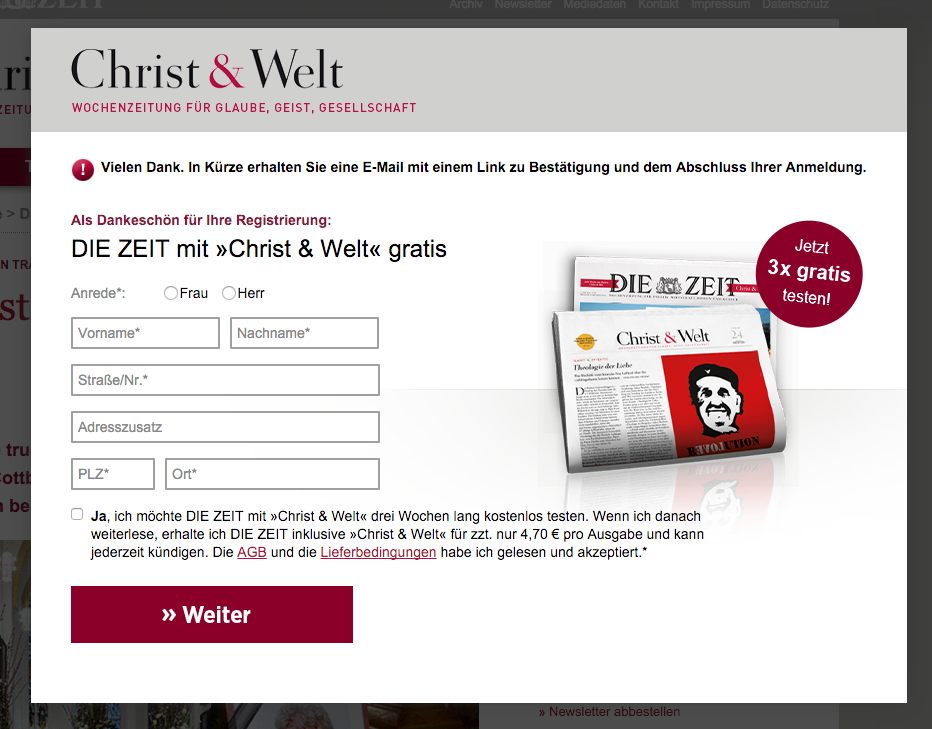 ZEIT
Archiv Newsletter Mediadaten Kontakt Impressum Datenschutz
Christ & Welt
WOCHENZEITUNG FÜR GLAUBE, GEIST, GESELLSCHAFT
! Vielen Dank. In Kürze erhalten Sie eine E-Mail mit einem Link zu Bestätigung und dem Abschluss Ihrer Anmeldung.
Als Dankeschön für Ihre Registrierung:
DIE ZEIT mit »Christ & Welt« gratis
Anrede*: Frau Herr
Vorname* Nachname*
Straße/Nr.*
Adresszusatz
PLZ* Ort*
Jetzt
3x gratis
testen!
DIE ZEIT
Christ & Welt
24
Theologie der Liebe
Ja, ich möchte DIE ZEIT mit »Christ & Welt« drei Wochen lang kostenlos testen. Wenn ich danach
weiterlese, erhalte ich DIE ZEIT inklusive »Christ & Welt« für zzt. nur 4,70 € pro Ausgabe und kann
jederzeit kündigen. Die AGB und die Lieferbedingungen habe ich gelesen und akzeptiert.*
» Weiter
» Newsletter abbestellen